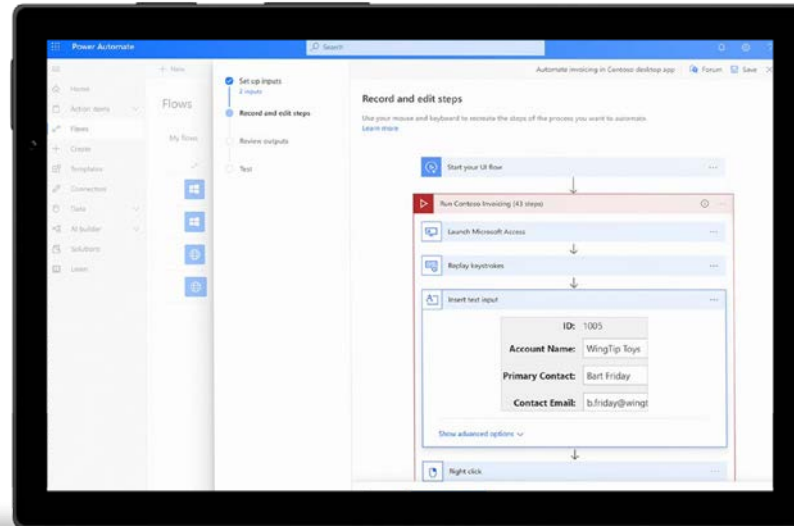 Power Automate
Search
Automate invoicing in Contoso desktop app
Forum
Save
Home
Action items
Flows
Create
Templates
Connectors
Data
AI builder
Solutions
Learn
New
Flows
My flows
Set up inputs
2 inputs
Record and edit steps
Review outputs
Test
Record and edit steps
Use your mouse and keyboard to recreate the steps of the process you want to automate.
Learn more
Start your UI flow
Run Contoso Invoicing (43 steps)
Launch Microsoft Access
Replay keystrokes
Insert text input
ID: 1005
Account Name: WingTip Toys
Primary Contact: Bart Friday
Contact Email: b.friday@wingt
Show advanced options
Right click